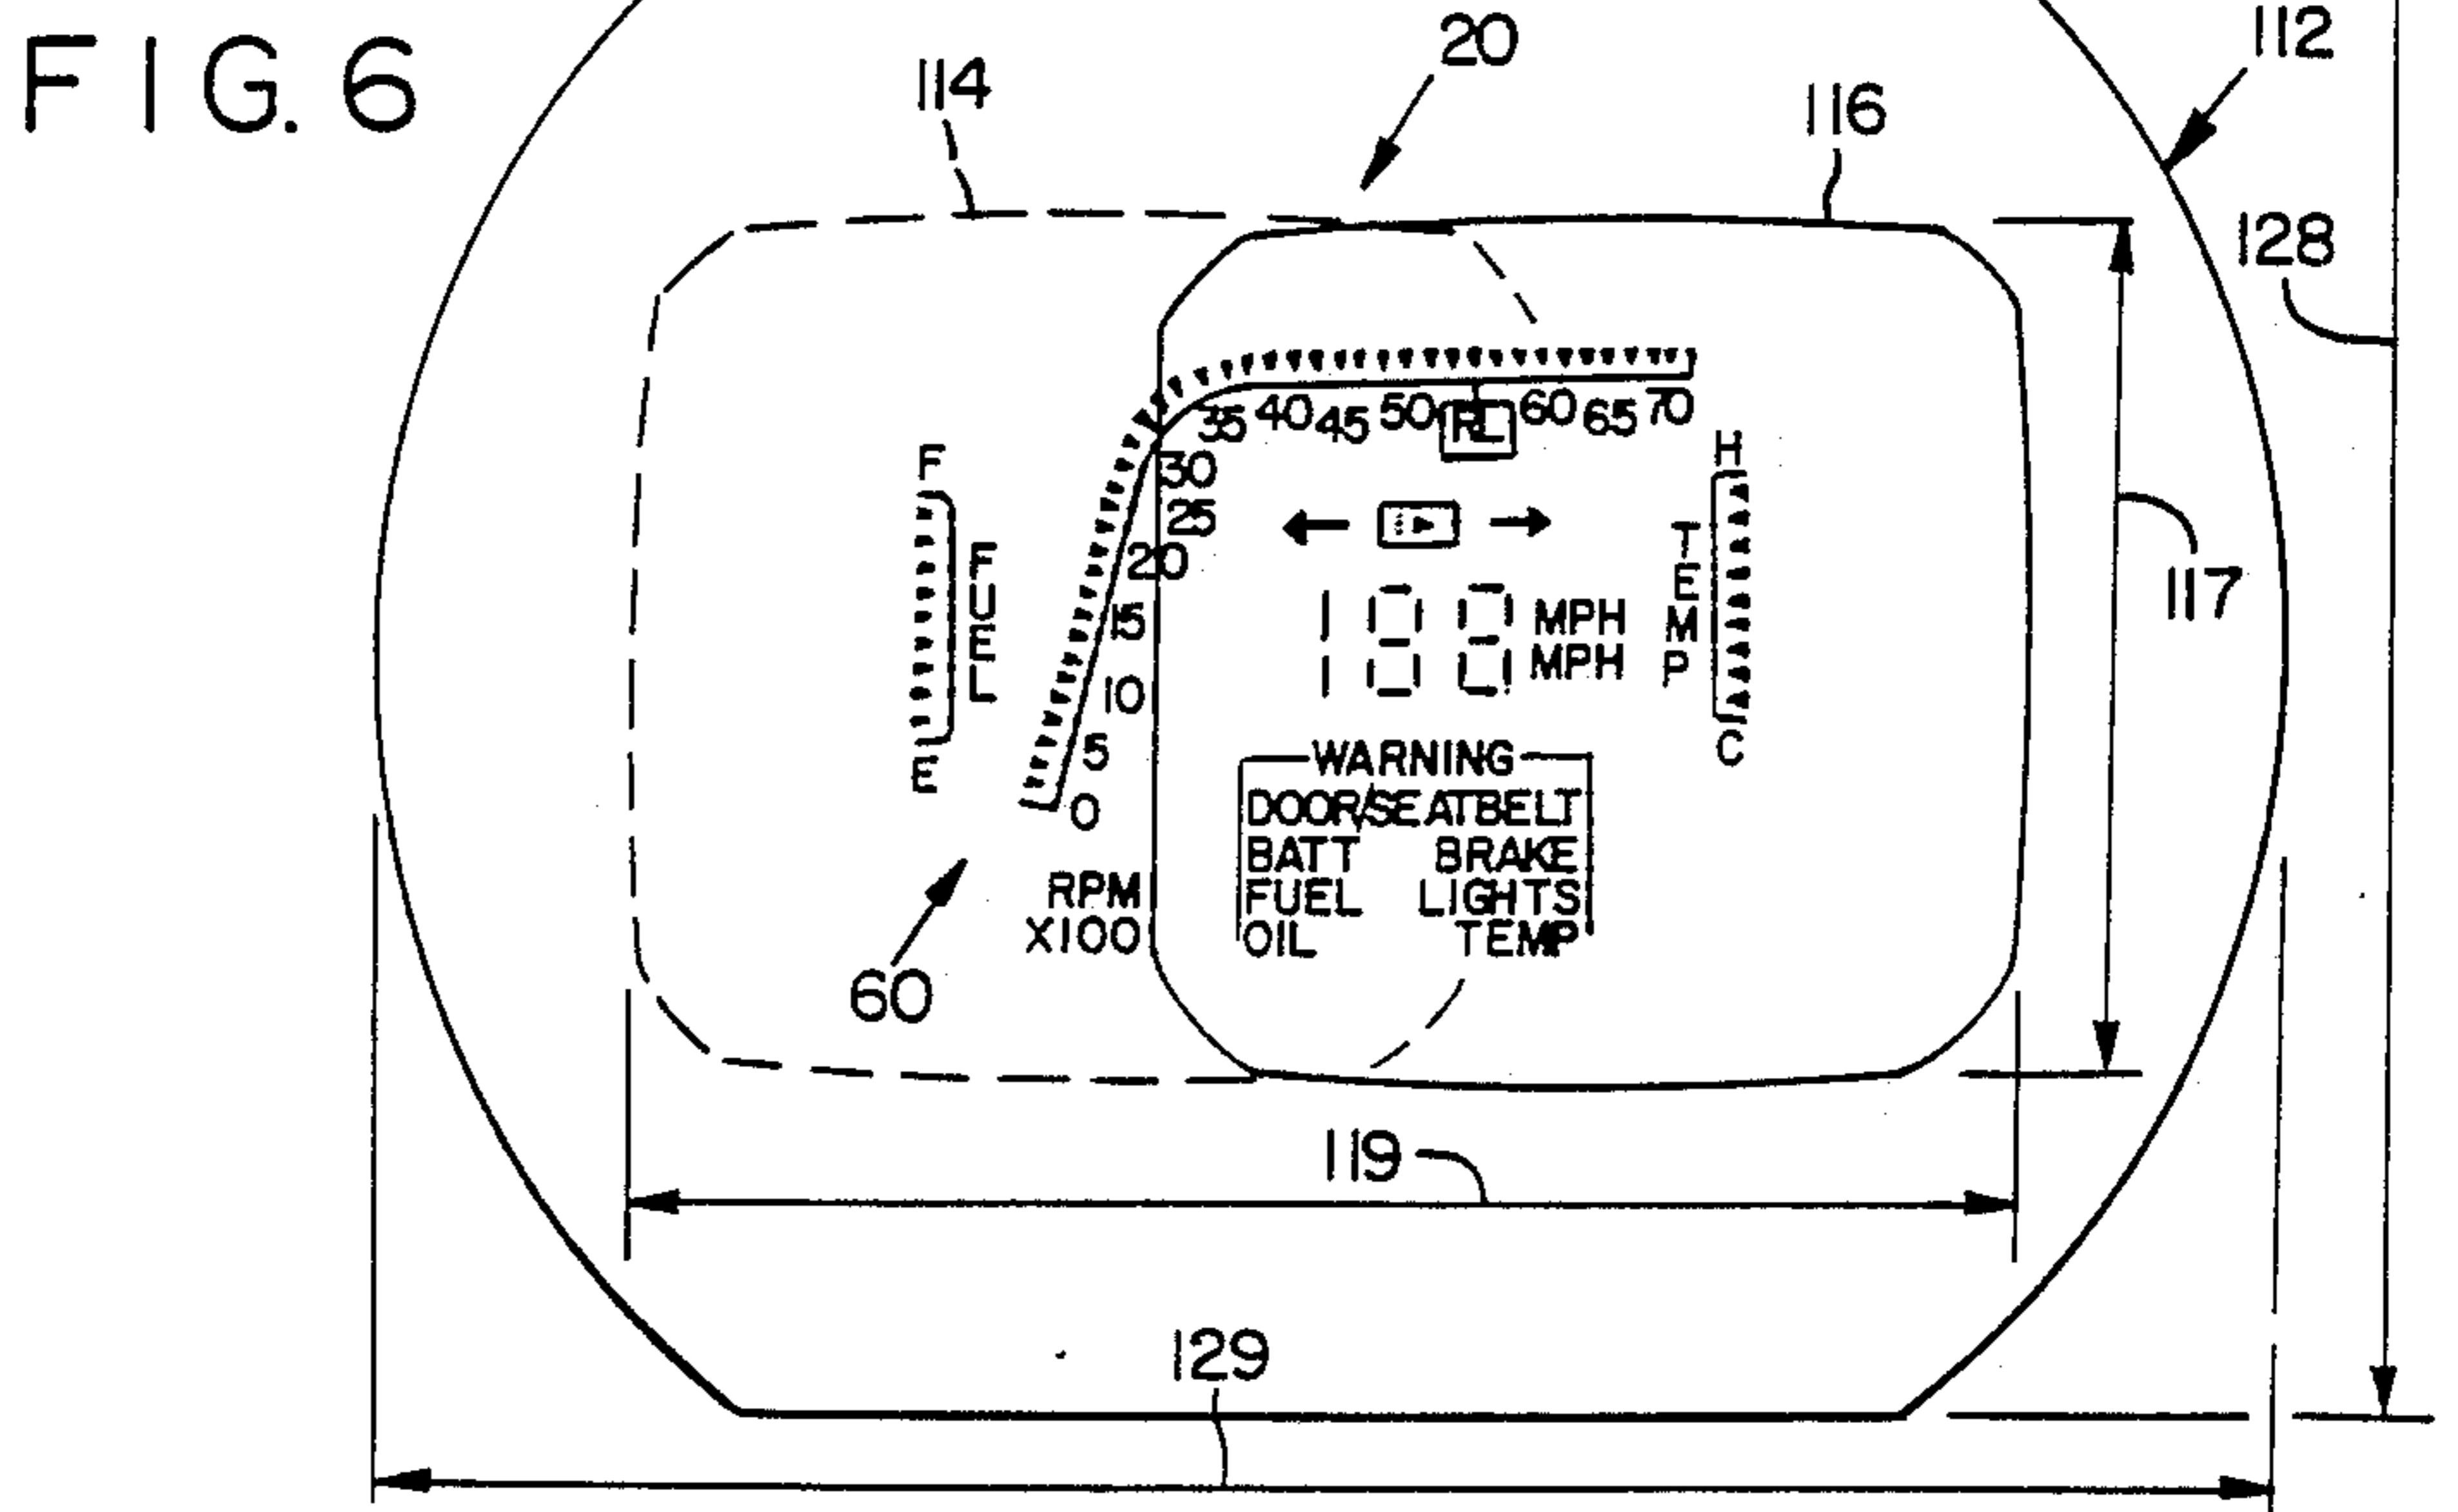 FIG. 6
20
112
114
116
128
35 40 45 50 RL 60 65 70
F
H
30
25
20
FUEL
TEMP
15
188 MPH
188 MPH
10
117
5
E
C
0
WARNING
DOOR/SEATBELT
BATT BRAKE
FUEL LIGHTS
OIL TEMP
RPM
X100
60
119
129